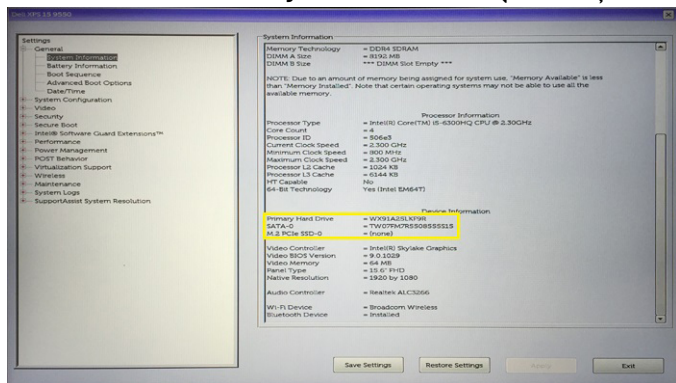 Dell XPS 15 9550
Settings
General
System Information
Battery Information
Boot Sequence
Advanced Boot Options
Date/Time
System Configuration
Video
Security
Secure Boot
Intel® Software Guard Extensions™
Performance
Power Management
POST Behavior
Virtualization Support
Wireless
Maintenance
System Logs
SupportAssist System Resolution
System Information
Memory Technology = DDR4 SDRAM
DIMM A Size = 8192 MB
DIMM B Size *** DIMM Slot Empty ***
NOTE: Due to an amount of memory being assigned for system use, "Memory Available" is less
than "Memory Installed". Note that certain operating systems may not be able to use all the
available memory.
Processor Information
Processor Type = Intel(R) Core(TM) i5-6300HQ CPU @ 2.30GHz
Core Count = 4
Processor ID = 506e3
Current Clock Speed = 2.300 GHz
Minimum Clock Speed = 800 MHz
Maximum Clock Speed = 2.300 GHz
Processor L2 Cache = 1024 KB
Processor L3 Cache = 6144 KB
HT Capable No
64-Bit Technology Yes (Intel EM64T)
Device Information
Primary Hard Drive = WX91A25LKP9R
SATA-0 = TW07FM7R5508555515
M.2 PCIe SSD-0 = (none)
Video Controller = Intel(R) Skylake Graphics
Video BIOS Version = 9.0.1029
Video Memory = 64 MB
Panel Type = 15.6" FHD
Native Resolution = 1920 by 1080
Audio Controller = Realtek ALC3266
Wi-Fi Device = Broadcom Wireless
Bluetooth Device = Installed
Save Settings
Restore Settings
Apply
Exit